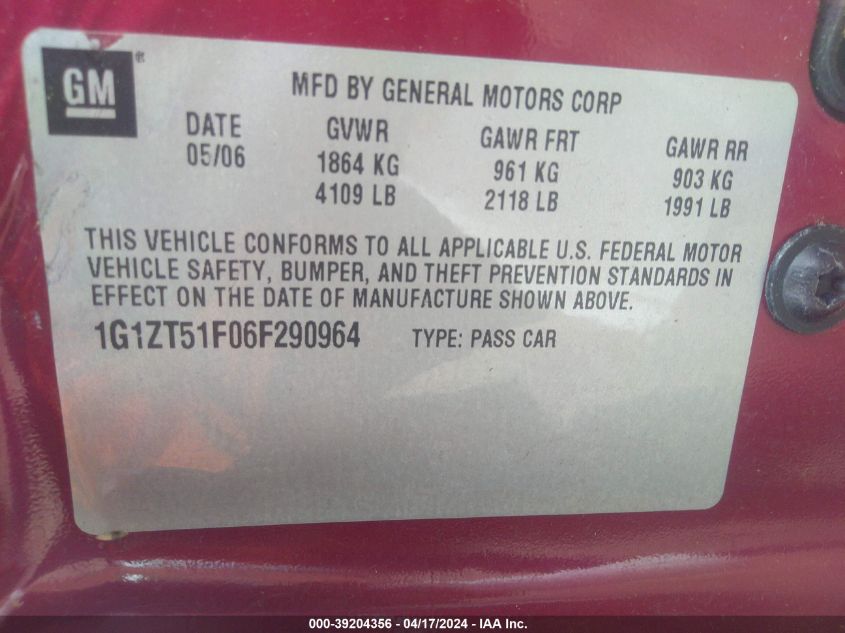 GM®
MFD BY GENERAL MOTORS CORP
DATE GVWR GAWR FRT GAWR RR
05/06 1864 KG 961 KG 903 KG
4109 LB 2118 LB 1991 LB
THIS VEHICLE CONFORMS TO ALL APPLICABLE U.S. FEDERAL MOTOR
VEHICLE SAFETY, BUMPER, AND THEFT PREVENTION STANDARDS IN
EFFECT ON THE DATE OF MANUFACTURE SHOWN ABOVE.
1G1ZT51F06F290964 TYPE: PASS CAR
000-39204356 - 04/17/2024 - IAA Inc.